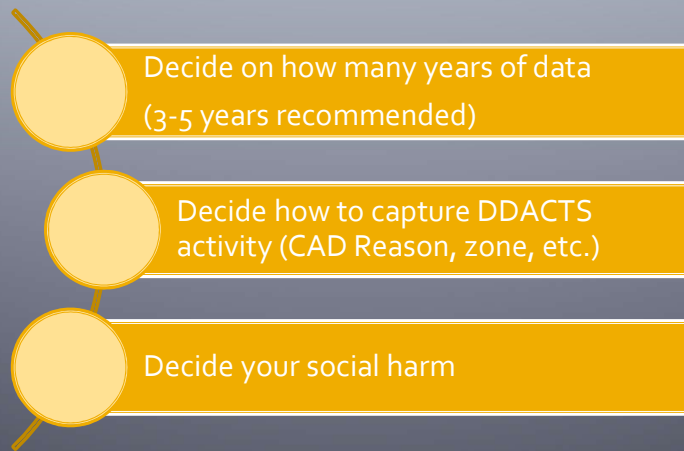 Decide on how many years of data
(3-5 years recommended)
Decide how to capture DDACTS
activity (CAD Reason, zone, etc.)
Decide your social harm